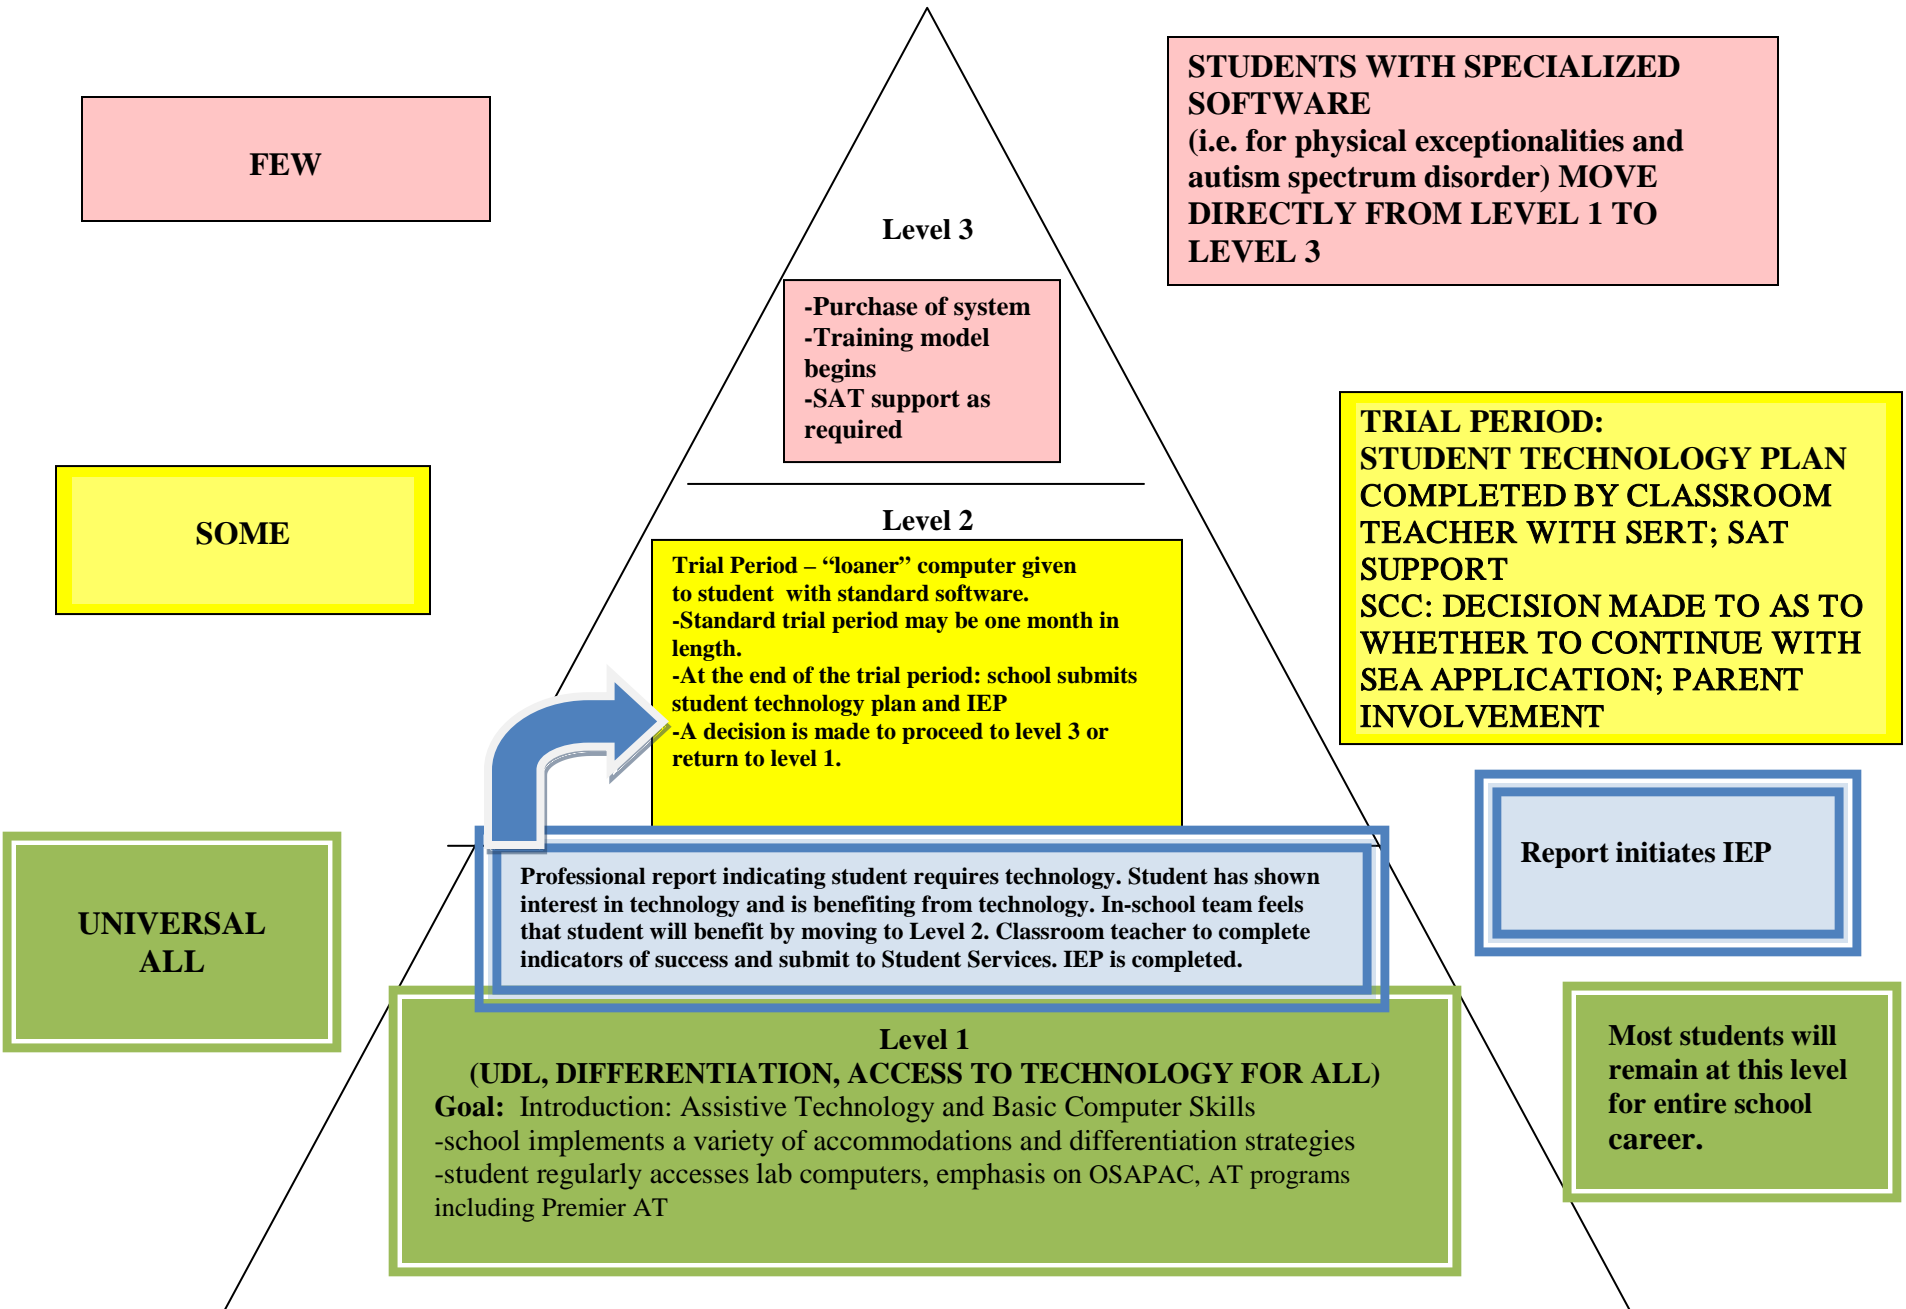 FEW
STUDENTS WITH SPECIALIZED
SOFTWARE
(i.e. for physical exceptionalities and
autism spectrum disorder) MOVE
DIRECTLY FROM LEVEL 1 TO
LEVEL 3
Level 3
-Purchase of system
-Training model
begins
-SAT support as
required
SOME
Level 2
Trial Period – “loaner” computer given
to student with standard software.
-Standard trial period may be one month in
length.
-At the end of the trial period: school submits
student technology plan and IEP
-A decision is made to proceed to level 3 or
return to level 1.
TRIAL PERIOD:
STUDENT TECHNOLOGY PLAN
COMPLETED BY CLASSROOM
TEACHER WITH SERT; SAT
SUPPORT
SCC: DECISION MADE TO AS TO
WHETHER TO CONTINUE WITH
SEA APPLICATION; PARENT
INVOLVEMENT
Professional report indicating student requires technology. Student has shown
interest in technology and is benefiting from technology. In-school team feels
that student will benefit by moving to Level 2. Classroom teacher to complete
indicators of success and submit to Student Services. IEP is completed.
Report initiates IEP
UNIVERSAL
ALL
Level 1
(UDL, DIFFERENTIATION, ACCESS TO TECHNOLOGY FOR ALL)
Goal: Introduction: Assistive Technology and Basic Computer Skills
-school implements a variety of accommodations and differentiation strategies
-student regularly accesses lab computers, emphasis on OSAPAC, AT programs
including Premier AT
Most students will
remain at this level
for entire school
career.